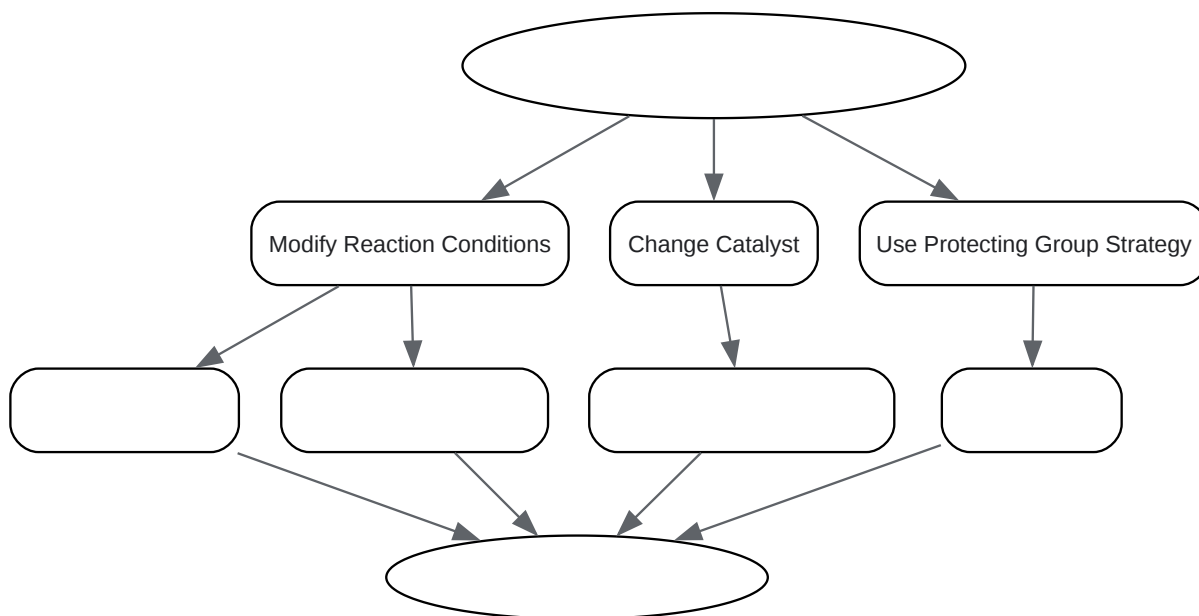 Modify Reaction Conditions
Change Catalyst
Use Protecting Group Strategy